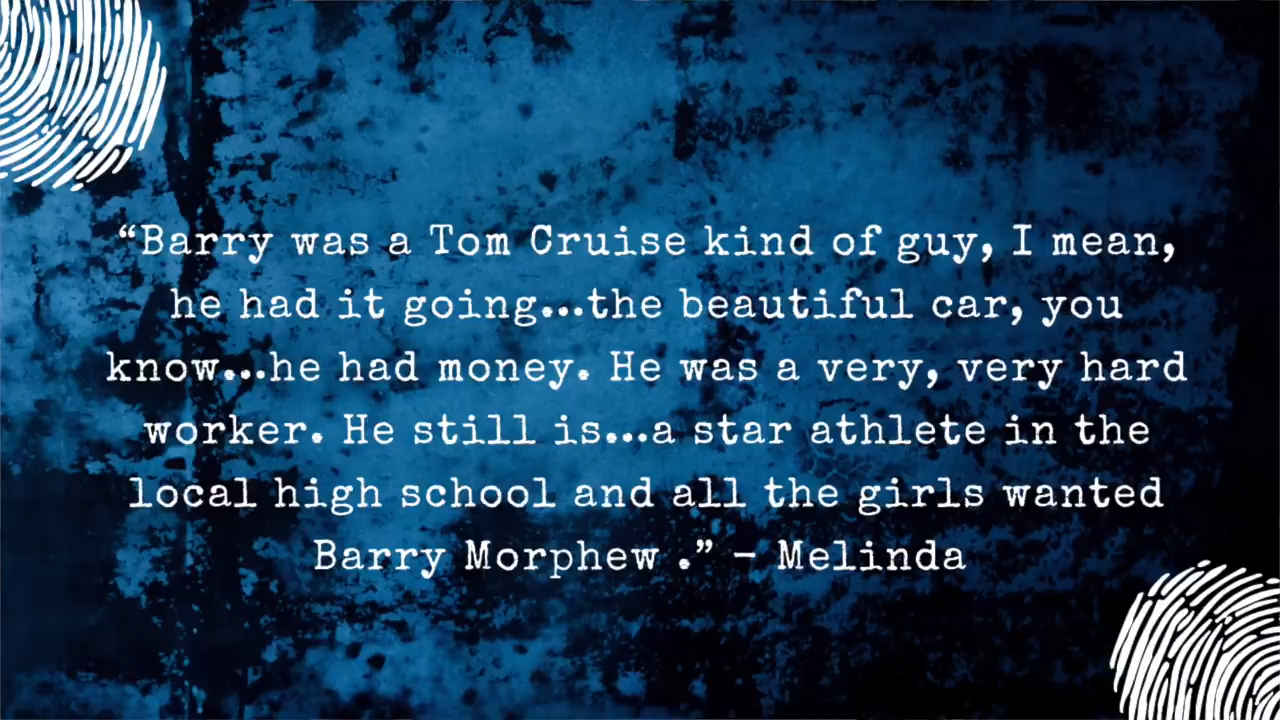 “Barry was a Tom Cruise kind of guy, I mean,
he had it going...the beautiful car, you
know...he had money. He was a very, very hard
worker. He still is...a star athlete in the
local high school and all the girls wanted
Barry Morphew .” – Melinda